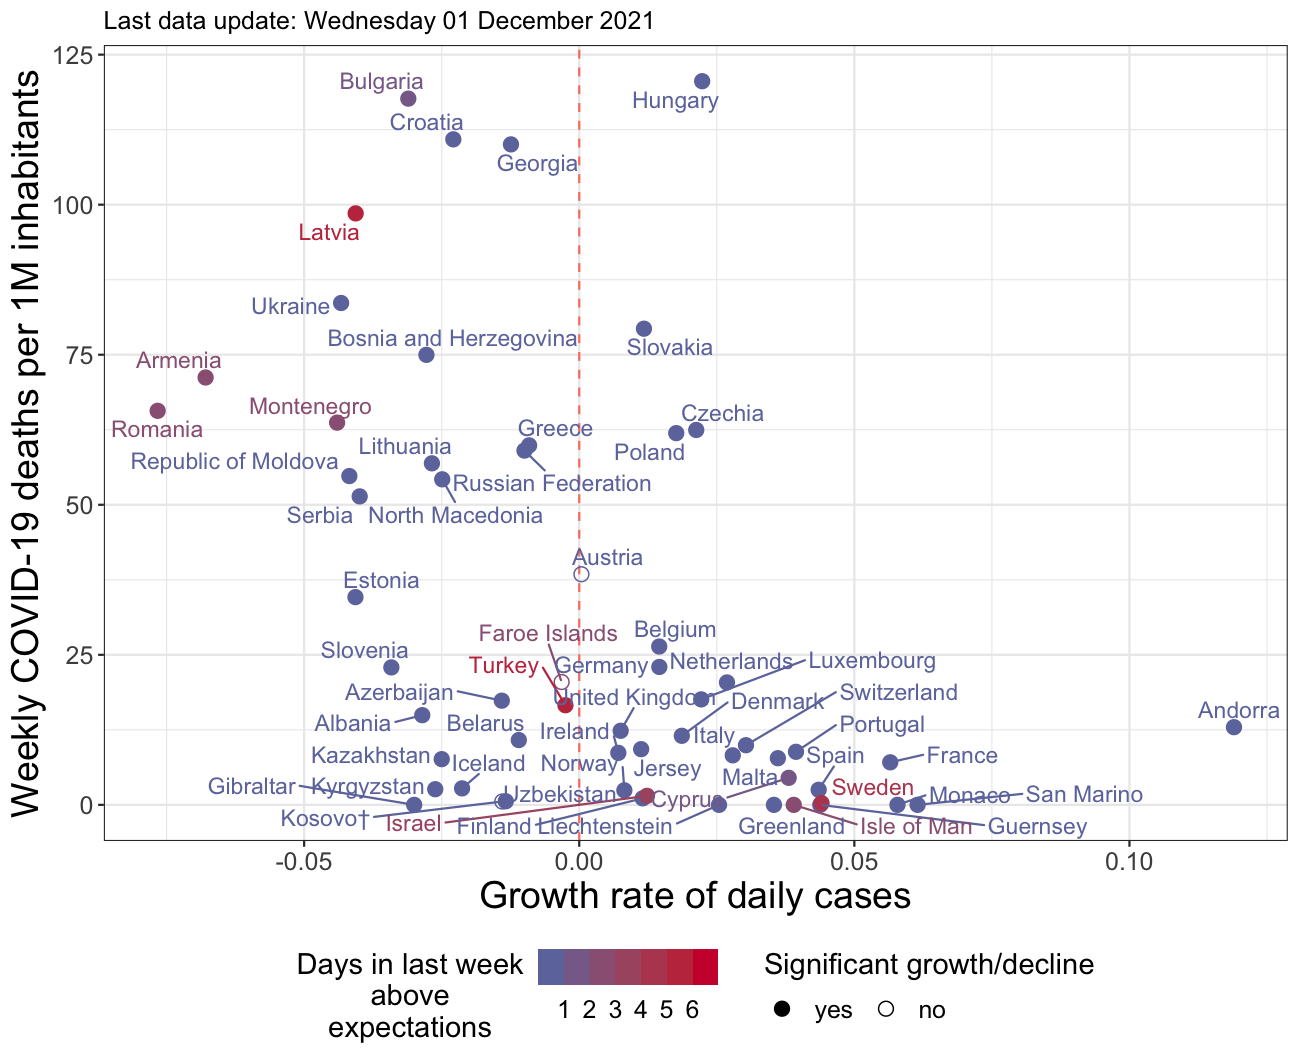 Last data update: Wednesday 01 December 2021
Weekly COVID-19 deaths per 1M inhabitants
125
100
75
50
25
0
Bulgaria
Hungary
Croatia
Georgia
Latvia
Ukraine
Bosnia and Herzegovina
Slovakia
Armenia
Montenegro
Romania
Czechia
Greece
Lithuania
Poland
Republic of Moldova
Russian Federation
Serbia
North Macedonia
Austria
Estonia
Faroe Islands
Belgium
Slovenia
Turkey
Germany
Netherlands
Luxembourg
Azerbaijan
United Kingdom
Denmark
Switzerland
Andorra
Albania
Belarus
Ireland
Italy
Portugal
Kazakhstan
Iceland
Norway
Jersey
Spain
France
Malta
Gibraltar
Kyrgyzstan
Uzbekistan
Cyprus
Sweden
Monaco
San Marino
Kosovo†
Israel
Finland
Liechtenstein
Greenland
Isle of Man
Guernsey
-0.05
0.00
0.05
0.10
Growth rate of daily cases
Days in last week
above
expectations
1 2 3 4 5 6
Significant growth/decline
yes
no